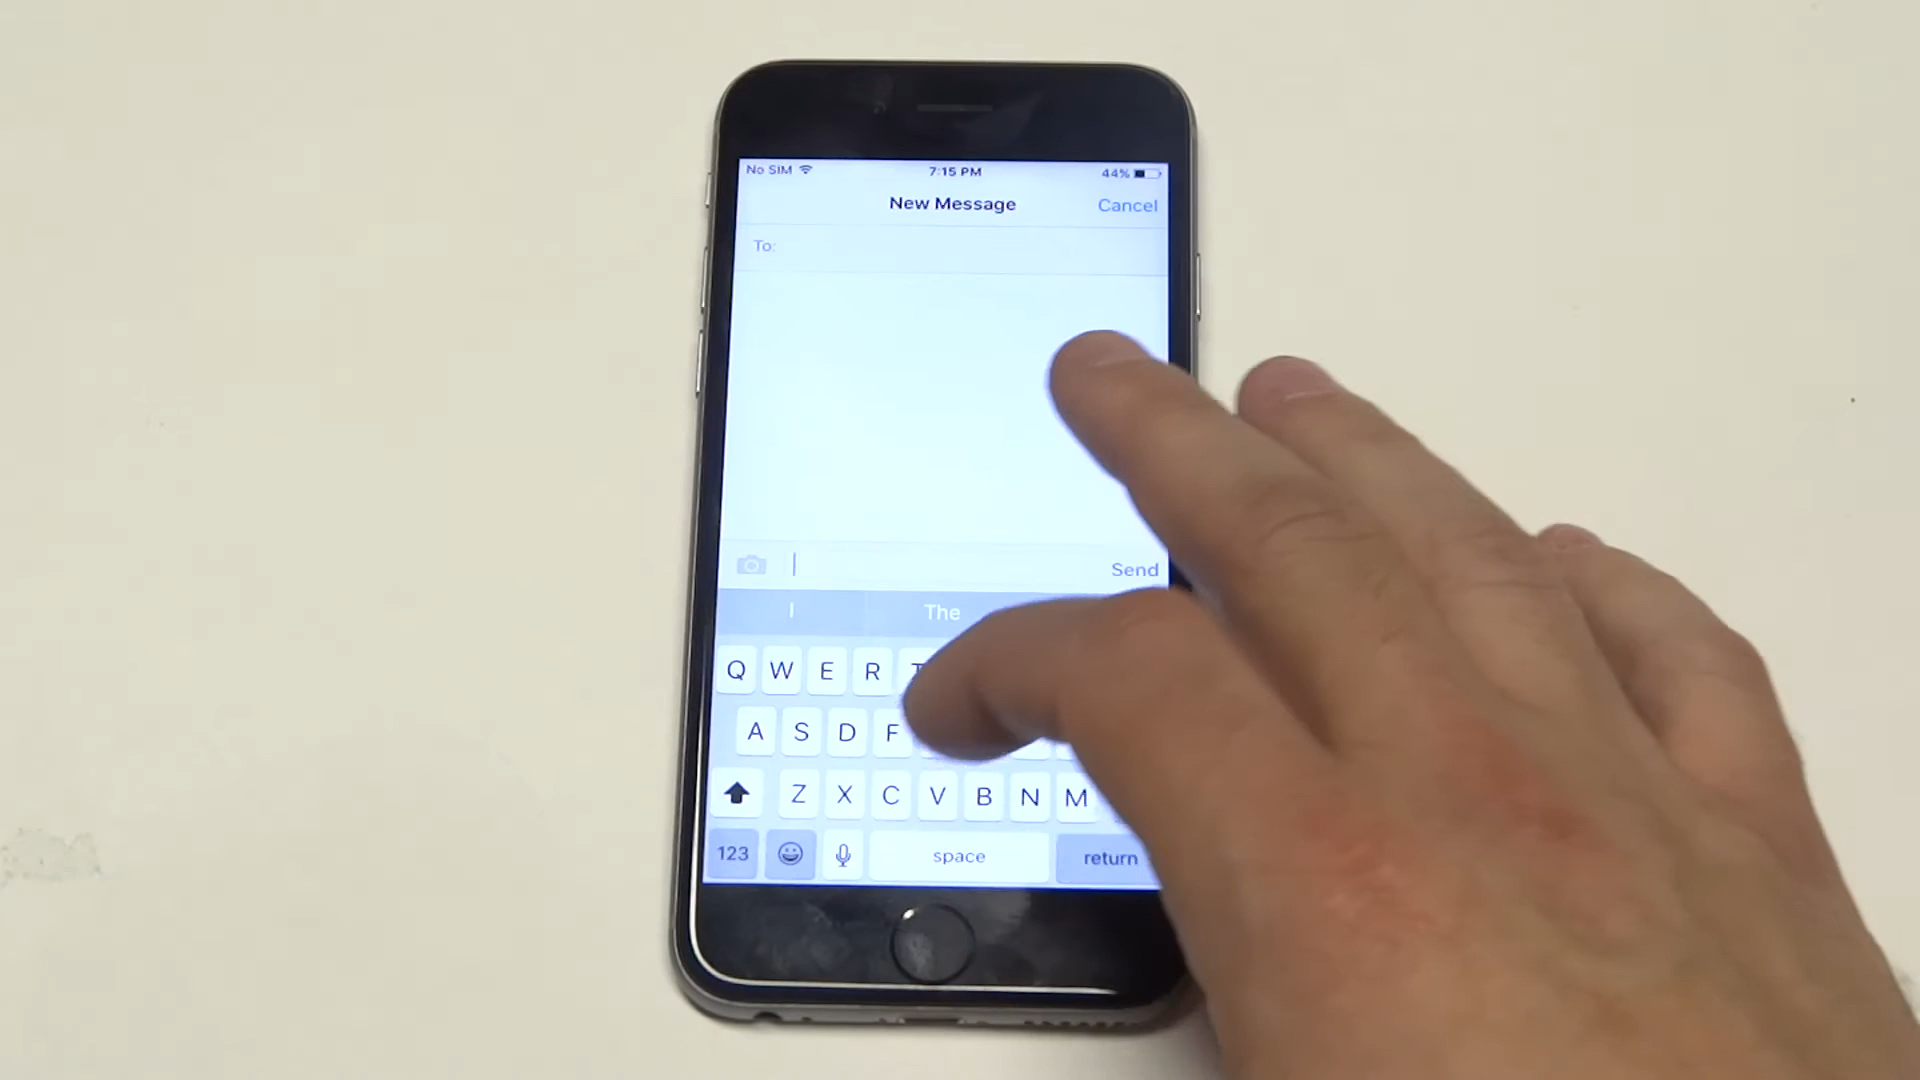 No SIM 7:15 PM 44%
New Message Cancel
To:
Send
I The
Q W E R
A S D F
Z X C V B N M
123 space return